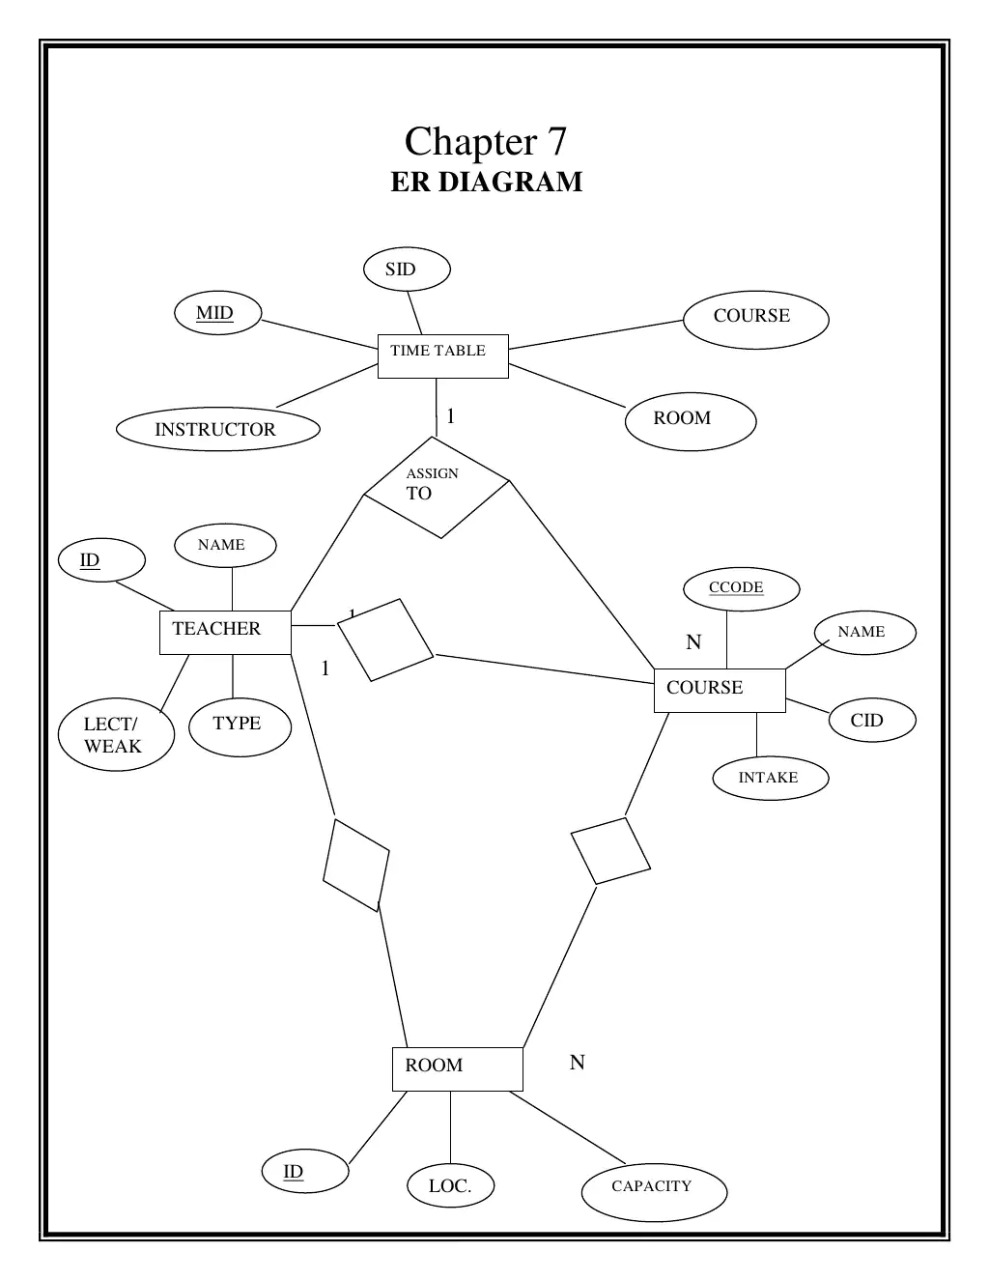 Chapter 7
ER DIAGRAM
SID
MID
COURSE
TIME TABLE
INSTRUCTOR
ROOM
1
ASSIGN
TO
ID
NAME
CCODE
TEACHER
1
N
NAME
1
COURSE
LECT/
WEAK
TYPE
CID
INTAKE
ROOM
N
ID
LOC.
CAPACITY